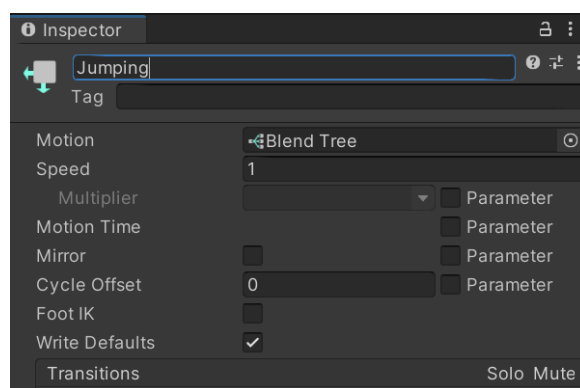 Inspector
Jumping
Tag
Motion Blend Tree
Speed 1
Multiplier Parameter
Motion Time Parameter
Mirror Parameter
Cycle Offset 0 Parameter
Foot IK
Write Defaults
Transitions Solo Mute